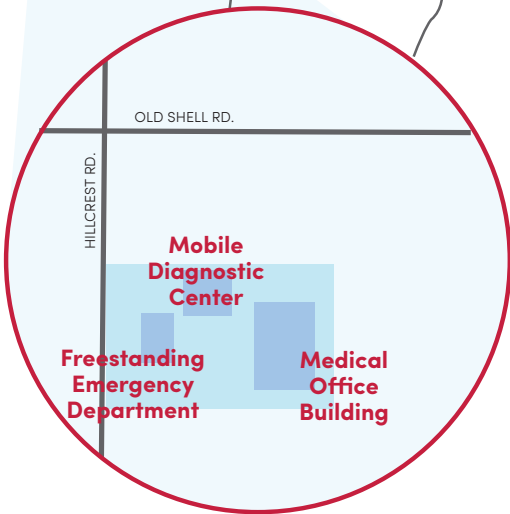 OLD SHELL RD.
HILLCREST RD.
Mobile
Diagnostic
Center
Freestanding
Emergency
Department
Medical
Office
Building